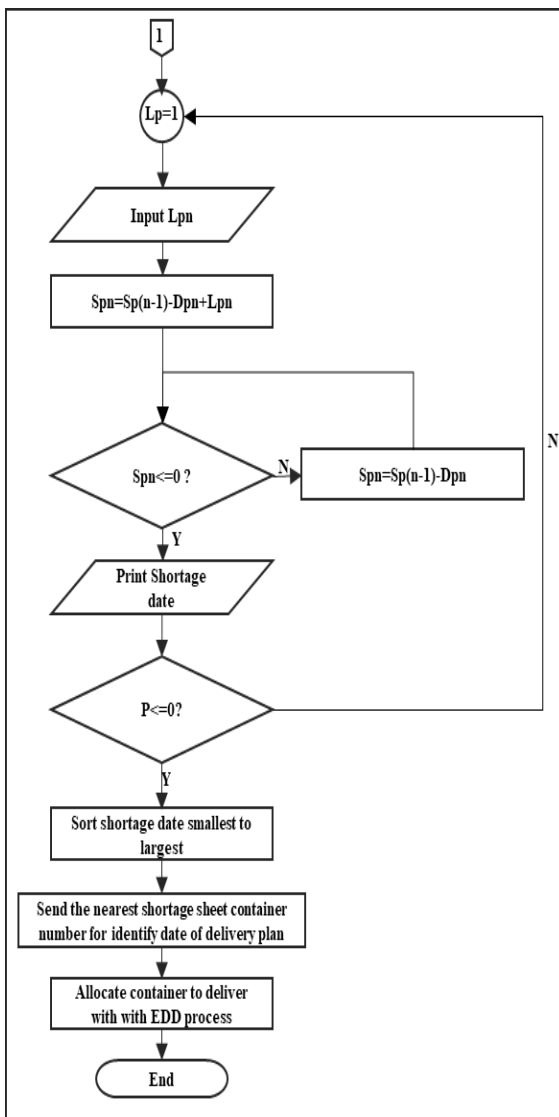 1
Lp=1
Input Lpn
Spn=Sp(n-1)-Dpn+Lpn
Spn<=0 ?
N
Spn=Sp(n-1)-Dpn
N
Y
Print Shortage
date
P<=0?
Y
Sort shortage date smallest to
largest
Send the nearest shortage sheet container
number for identify date of delivery plan
Allocate container to deliver
with with EDD process
End